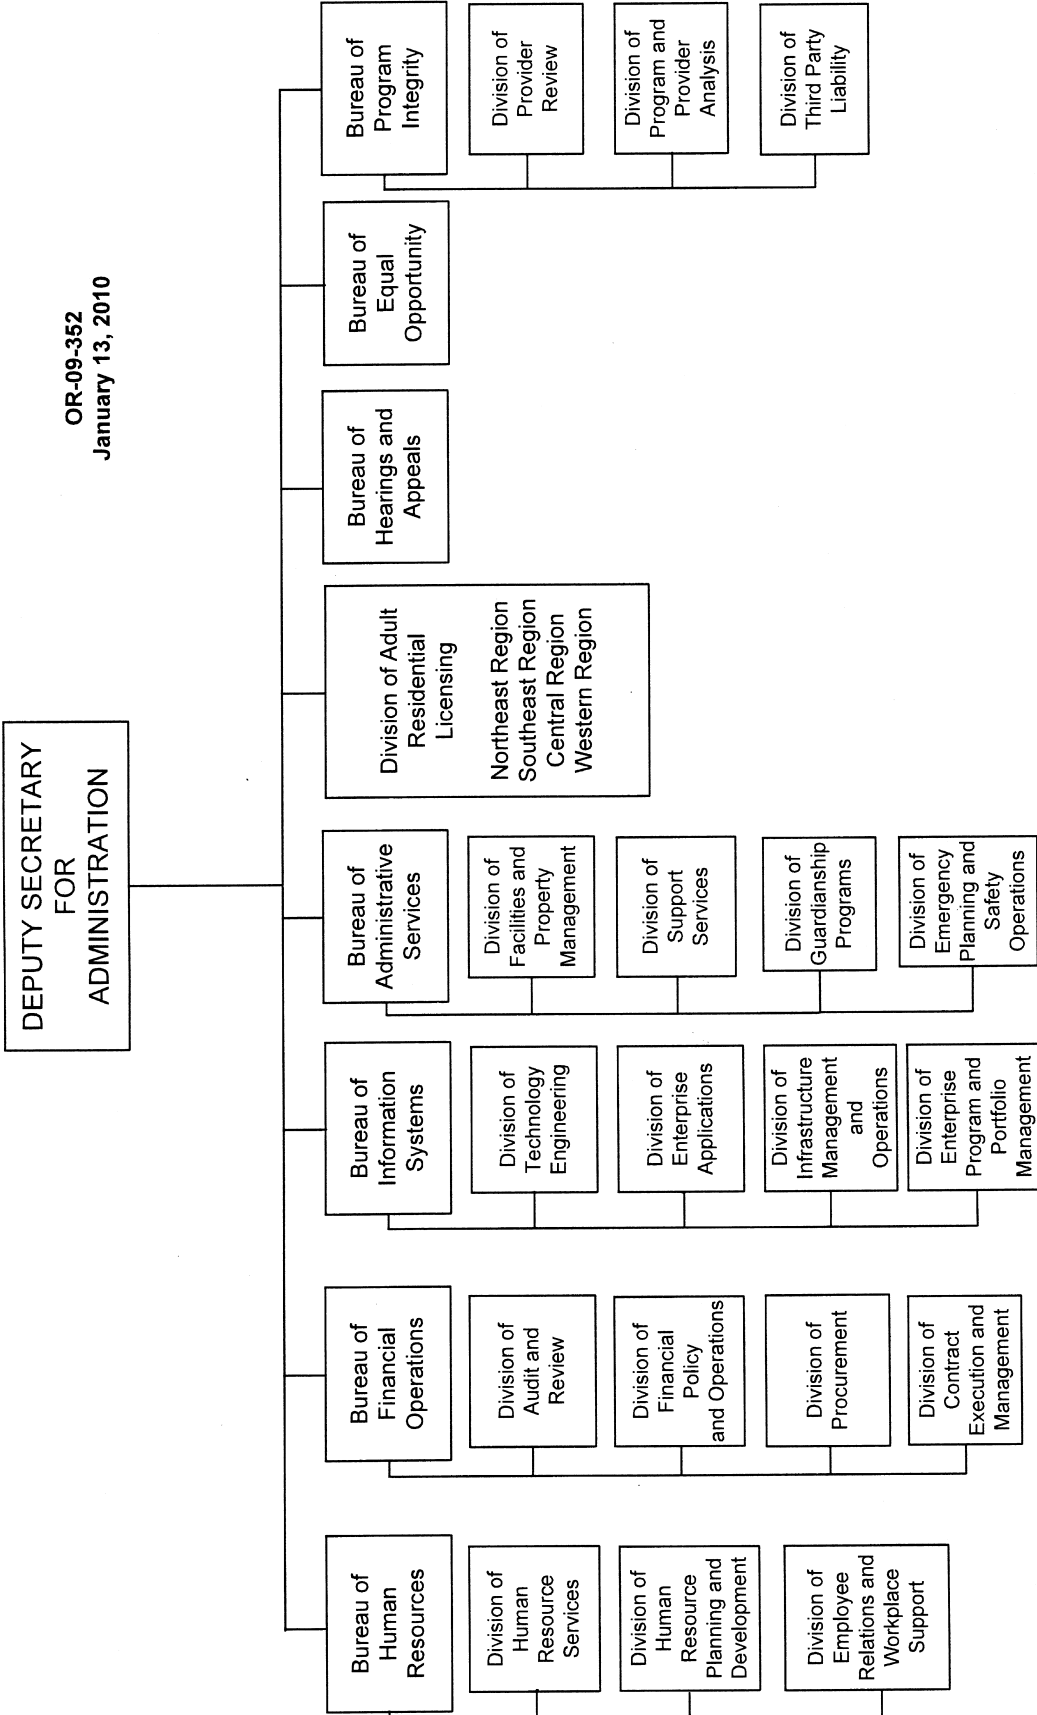 DEPUTY SECRETARY
FOR
ADMINISTRATION
OR-09-352
January 13, 2010
Bureau of
Human
Resources
Division of
Human
Resource
Services
Division of
Human
Resource
Planning and
Development
Division of
Employee
Relations and
Workplace
Support
Bureau of
Financial
Operations
Division of
Audit and
Review
Division of
Financial
Policy
and Operations
Division of
Procurement
Division of
Contract
Execution and
Management
Bureau of
Information
Systems
Division of
Technology
Engineering
Division of
Enterprise
Applications
Division of
Infrastructure
Management
and
Operations
Division of
Enterprise
Program and
Portfolio
Management
Bureau of
Administrative
Services
Division of
Facilities and
Property
Management
Division of
Support
Services
Division of
Guardianship
Programs
Division of
Emergency
Planning and
Safety
Operations
Division of Adult
Residential
Licensing
Northeast Region
Southeast Region
Central Region
Western Region
Bureau of
Hearings and
Appeals
Bureau of
Equal
Opportunity
Bureau of
Program
Integrity
Division of
Provider
Review
Division of
Program and
Provider
Analysis
Division of
Third Party
Liability